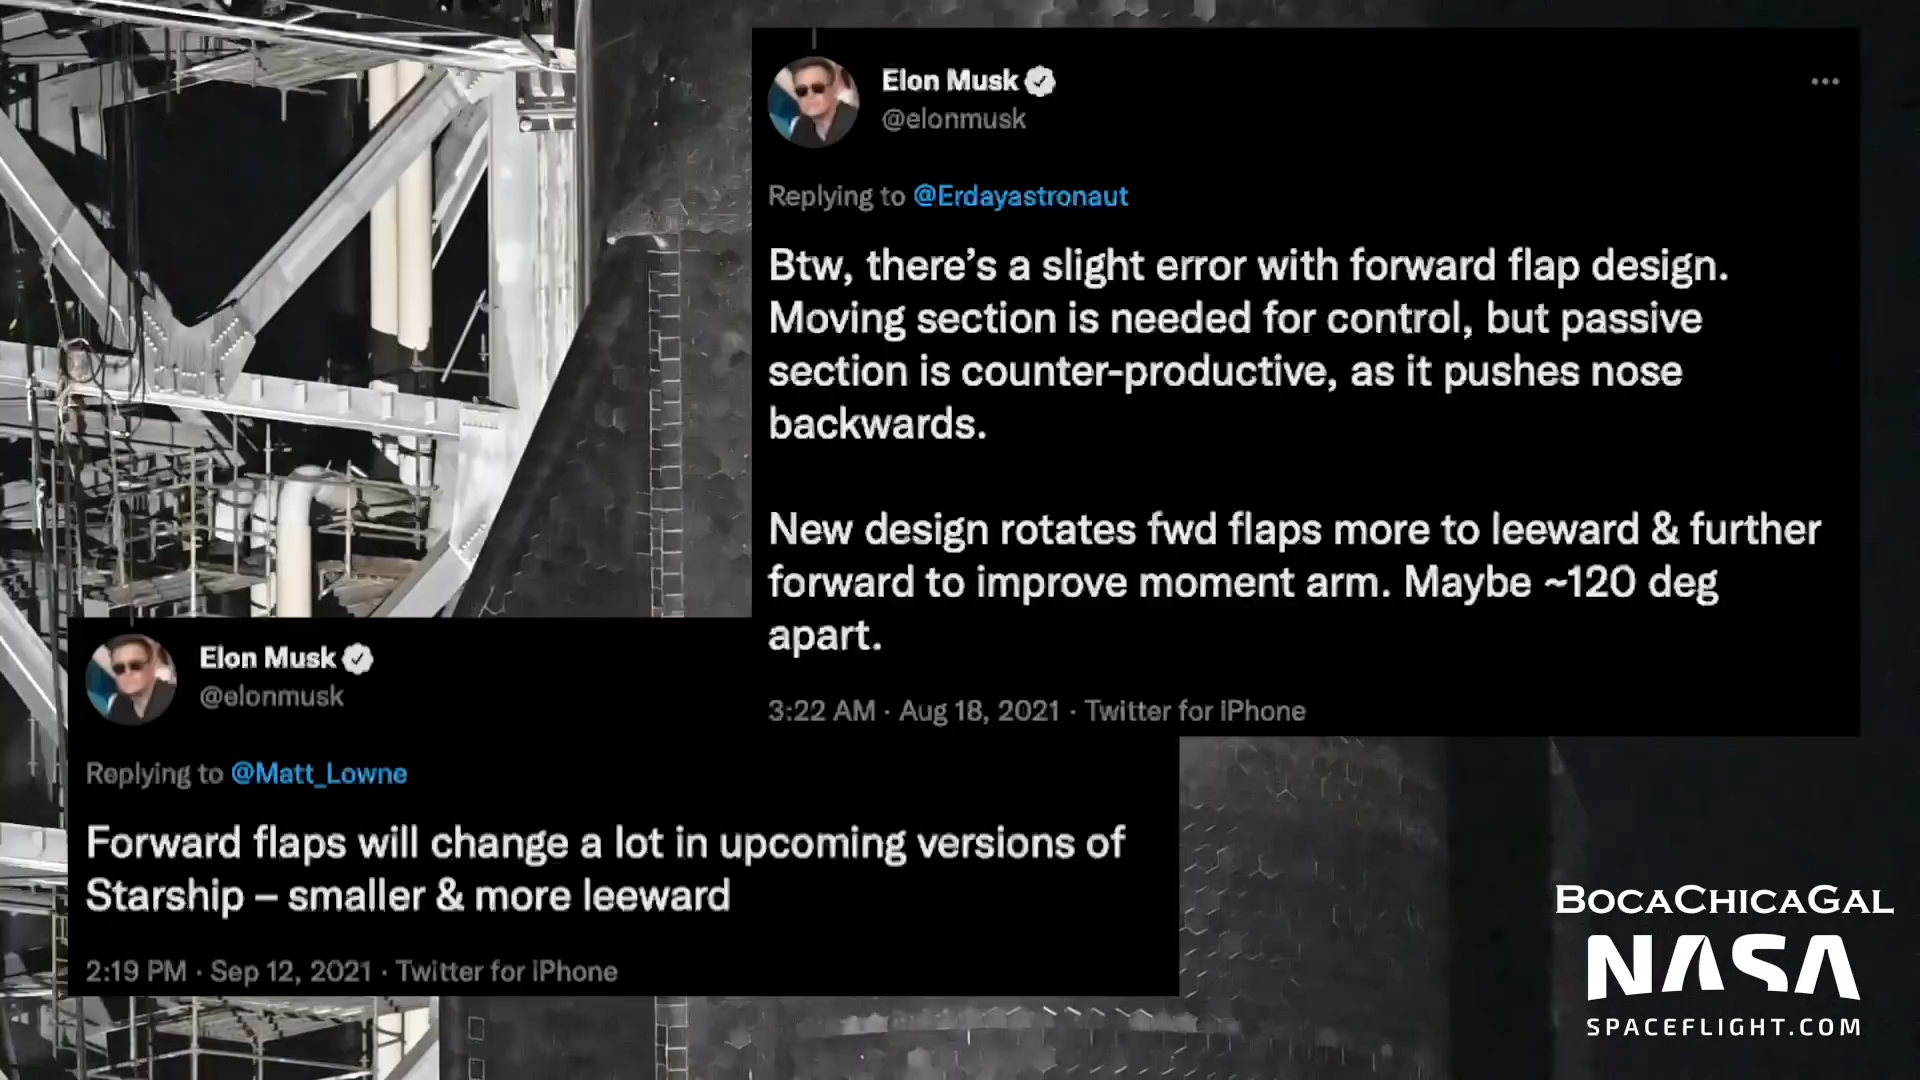 Elon Musk
@elonmusk
Replying to @Erdayastronaut
Btw, there's a slight error with forward flap design.
Moving section is needed for control, but passive
section is counter-productive, as it pushes nose
backwards.
New design rotates fwd flaps more to leeward & further
forward to improve moment arm. Maybe ~120 deg
apart.
3:22 AM · Aug 18, 2021 · Twitter for iPhone
Elon Musk
@elonmusk
Replying to @Matt_Lowne
Forward flaps will change a lot in upcoming versions of
Starship – smaller & more leeward
2:19 PM · Sep 12, 2021 · Twitter for iPhone
BOCACHICAGAL
NASA
SPACEFLIGHT.COM